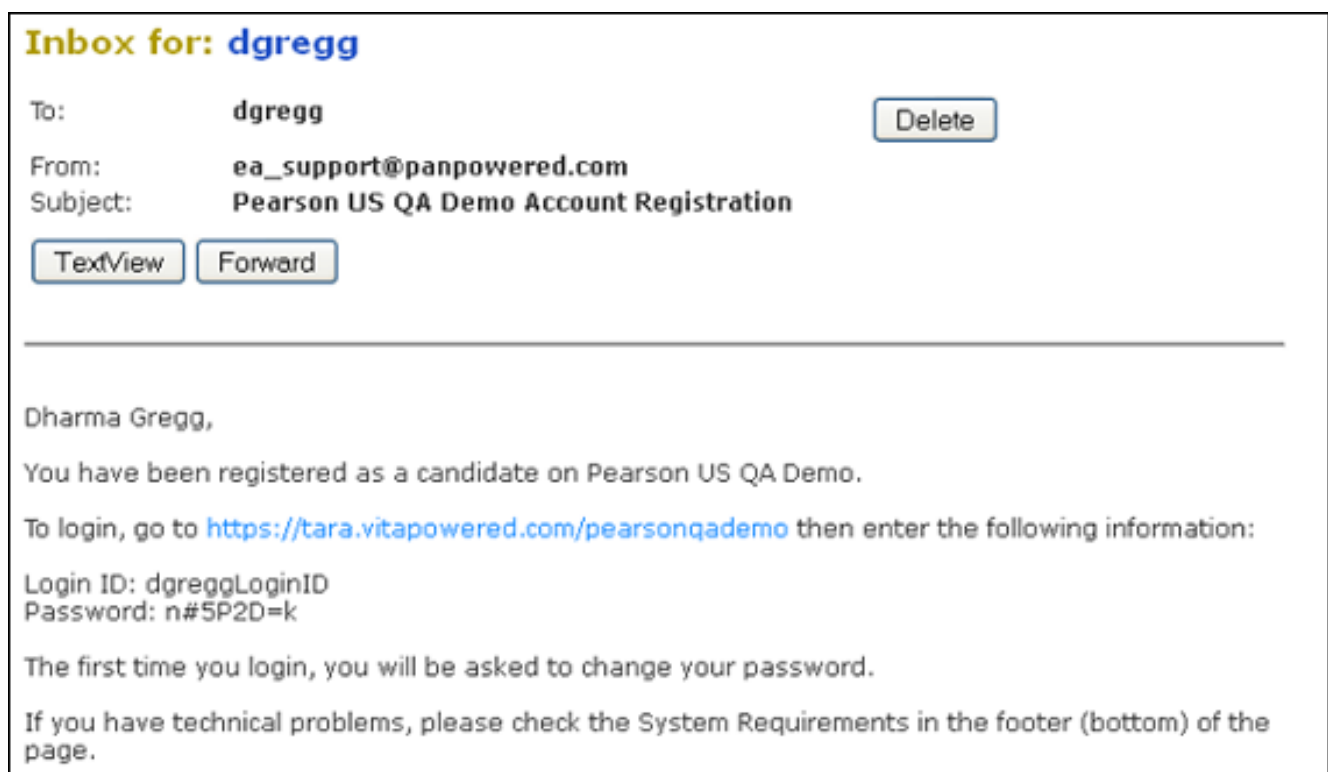 Inbox for: dgregg
To: dgregg
Delete
From: ea_support@panpowered.com
Subject: Pearson US QA Demo Account Registration
TextView Forward
Dharma Gregg,
You have been registered as a candidate on Pearson US QA Demo.
To login, go to https://tara.vitapowered.com/pearsonqademo then enter the following information:
Login ID: dgreggLoginID
Password: n#5P2D=k
The first time you login, you will be asked to change your password.
If you have technical problems, please check the System Requirements in the footer (bottom) of the
page.